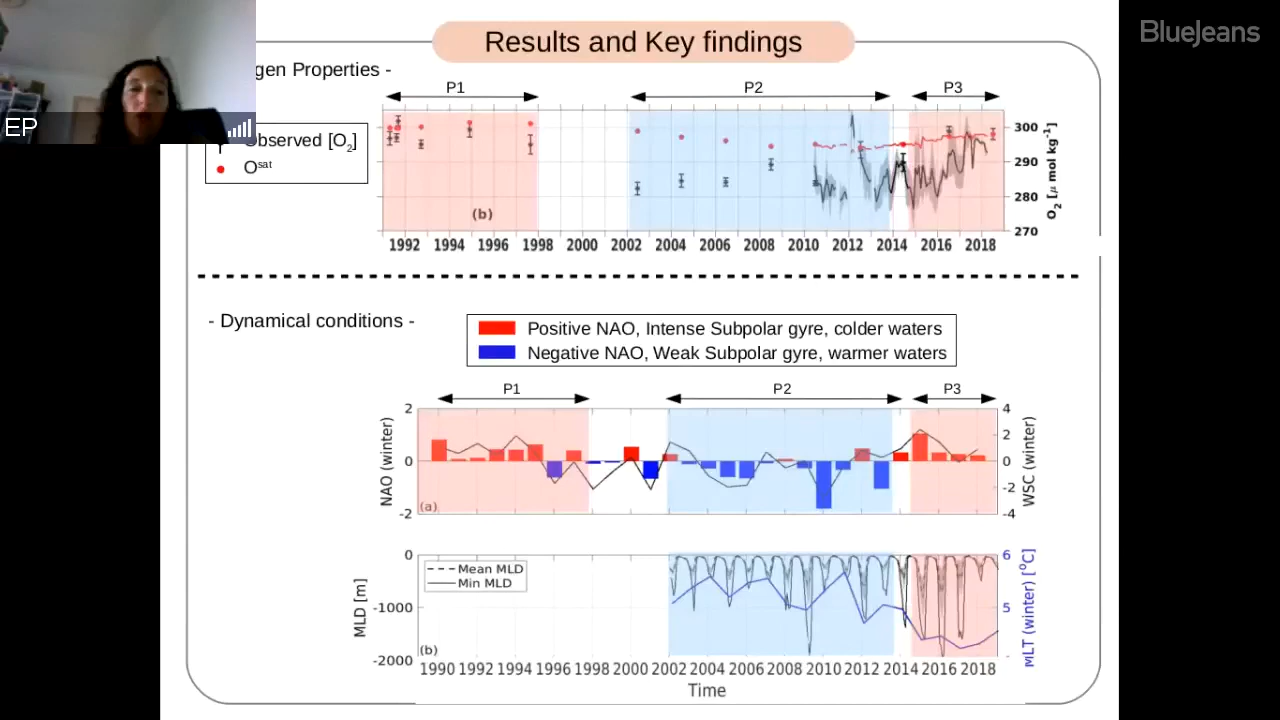 BlueJeans
Results and Key findings
gen Properties -
EP
Observed [O2]
Osat
P1 P2 P3
300
290
280
270
O2 [μ mol kg-1]
(b)
1992 1994 1996 1998 2000 2002 2004 2006 2008 2010 2012 2014 2016 2018
- Dynamical conditions -
Positive NAO, Intense Subpolar gyre, colder waters
Negative NAO, Weak Subpolar gyre, warmer waters
P1 P2 P3
NAO (winter)
2
0
-2
(a)
4
2
0
-2
-4
WSC (winter)
MLD [m]
0
-1000
-2000
Mean MLD
Min MLD
(b)
6
5
MLT (winter) [°C]
1990 1992 1994 1996 1998 2000 2002 2004 2006 2008 2010 2012 2014 2016 2018
Time